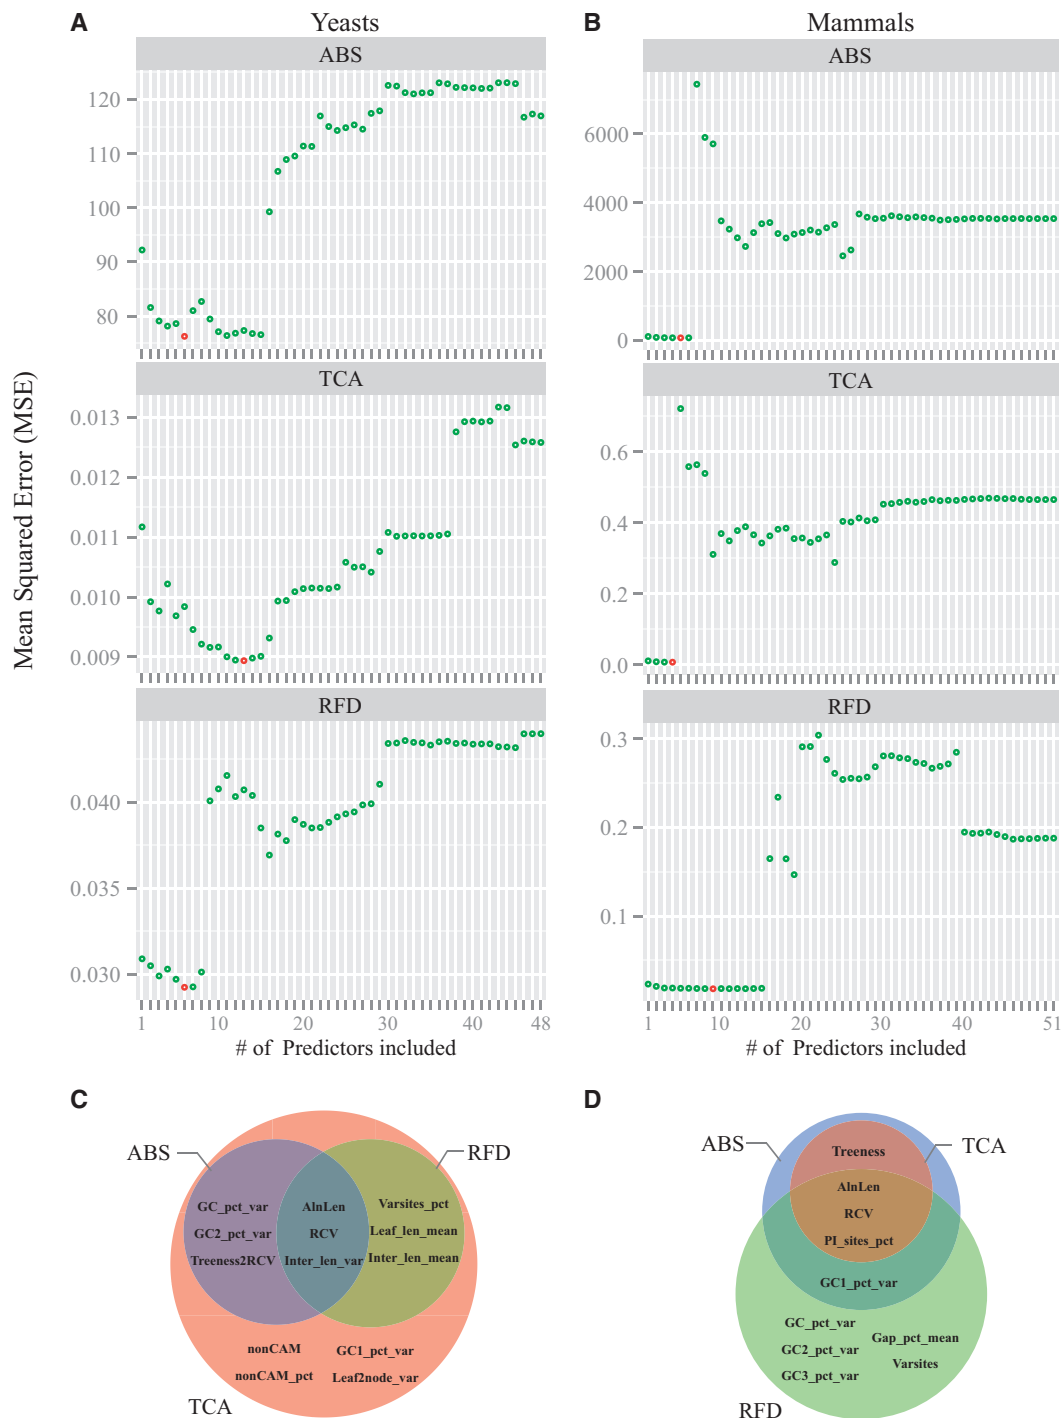 A
Yeasts
B
Mammals
Mean Squared Error (MSE)
ABS
120
110
100
90
80
TCA
0.013
0.012
0.011
0.010
0.009
RFD
0.040
0.035
0.030
1 10 20 30 40 48
# of Predictors included
ABS
6000
4000
2000
0
TCA
0.6
0.4
0.2
0.0
RFD
0.3
0.2
0.1
1 10 20 30 40 51
# of Predictors included
C
ABS
RFD
GC_pct_var
GC2_pct_var
Treeness2RCV
AlnLen
RCV
Inter_len_var
Varsites_pct
Leaf_len_mean
Inter_len_mean
nonCAM
nonCAM_pct
GC1_pct_var
Leaf2node_var
TCA
D
ABS
TCA
Treeness
AlnLen
RCV
PI_sites_pct
GC1_pct_var
GC_pct_var
GC2_pct_var
GC3_pct_var
Gap_pct_mean
Varsites
RFD